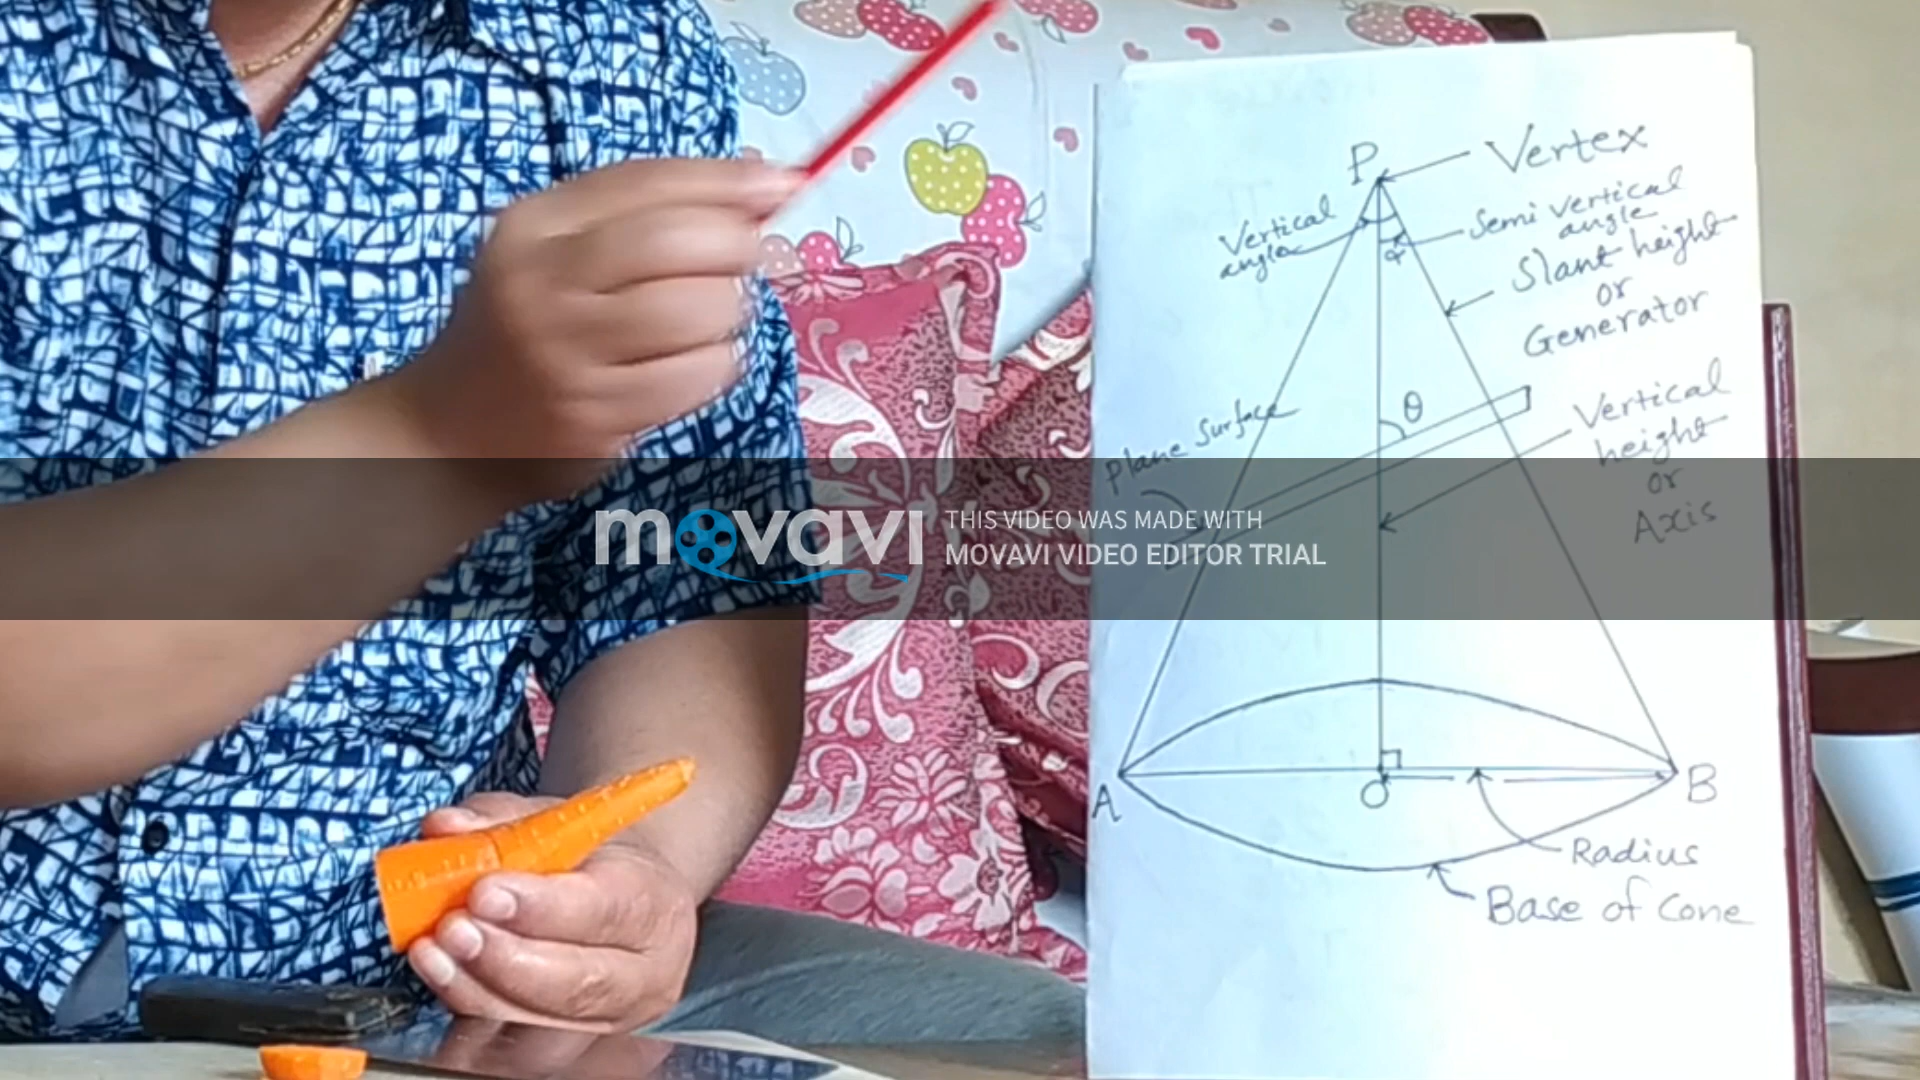 P
Vertex
Vertical
angle
Semi vertical
angle
α
Slant height
or
Generator
θ
Plane Surface
Vertical
height
or
Axis
movavi
THIS VIDEO WAS MADE WITH
MOVAVI VIDEO EDITOR TRIAL
A
O
B
Radius
Base of Cone